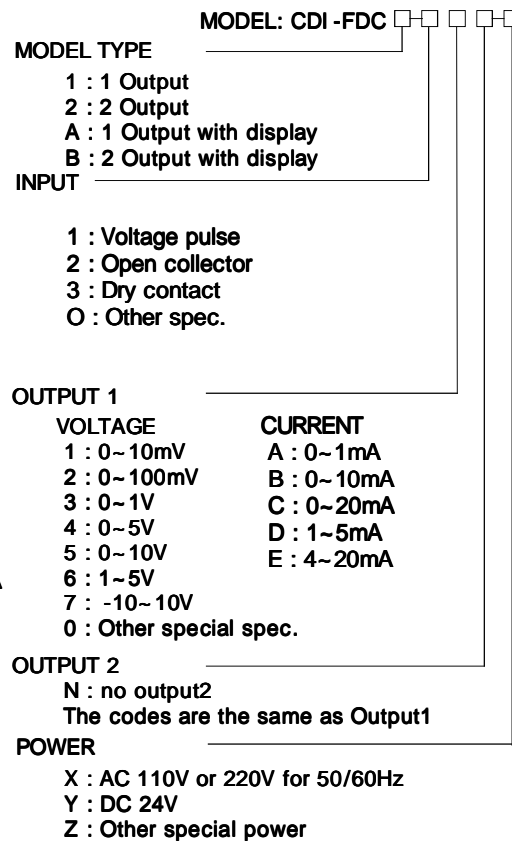 MODEL: CDI -FDC □-□ □ □-□
MODEL TYPE
1 : 1 Output
2 : 2 Output
A : 1 Output with display
B : 2 Output with display
INPUT
1 : Voltage pulse
2 : Open collector
3 : Dry contact
O : Other spec.
OUTPUT 1
VOLTAGE CURRENT
1 : 0~10mV A : 0~1mA
2 : 0~100mV B : 0~10mA
3 : 0~1V C : 0~20mA
4 : 0~5V D : 1~5mA
5 : 0~10V E : 4~20mA
6 : 1~5V
7 : -10~10V
0 : Other special spec.
OUTPUT 2
N : no output2
The codes are the same as Output1
POWER
X : AC 110V or 220V for 50/60Hz
Y : DC 24V
Z : Other special power